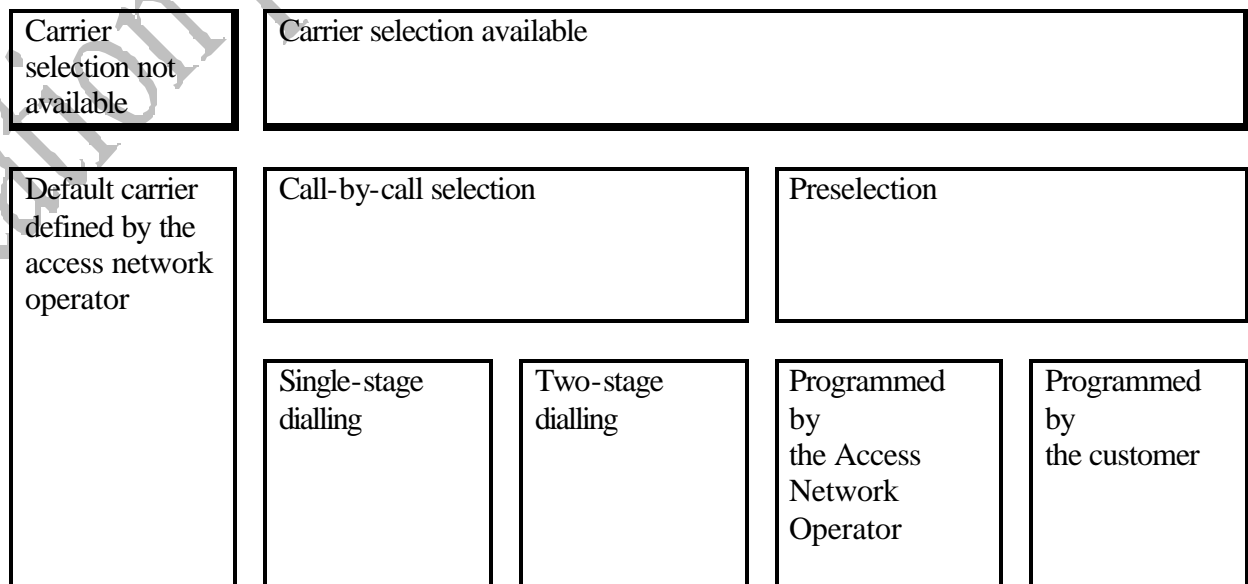 Carrier
selection not
available
Carrier selection available
Default carrier
defined by the
access network
operator
Call-by-call selection
Preselection
Single-stage
dialling
Two-stage
dialling
Programmed
by
the Access
Network
Operator
Programmed
by
the customer